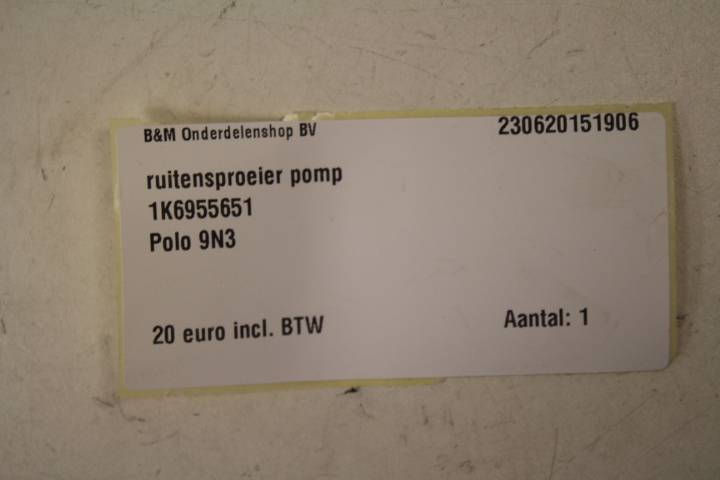 B&M Onderdelenshop BV 230620151906
ruitensproeier pomp
1K6955651
Polo 9N3
20 euro incl. BTW Aantal: 1